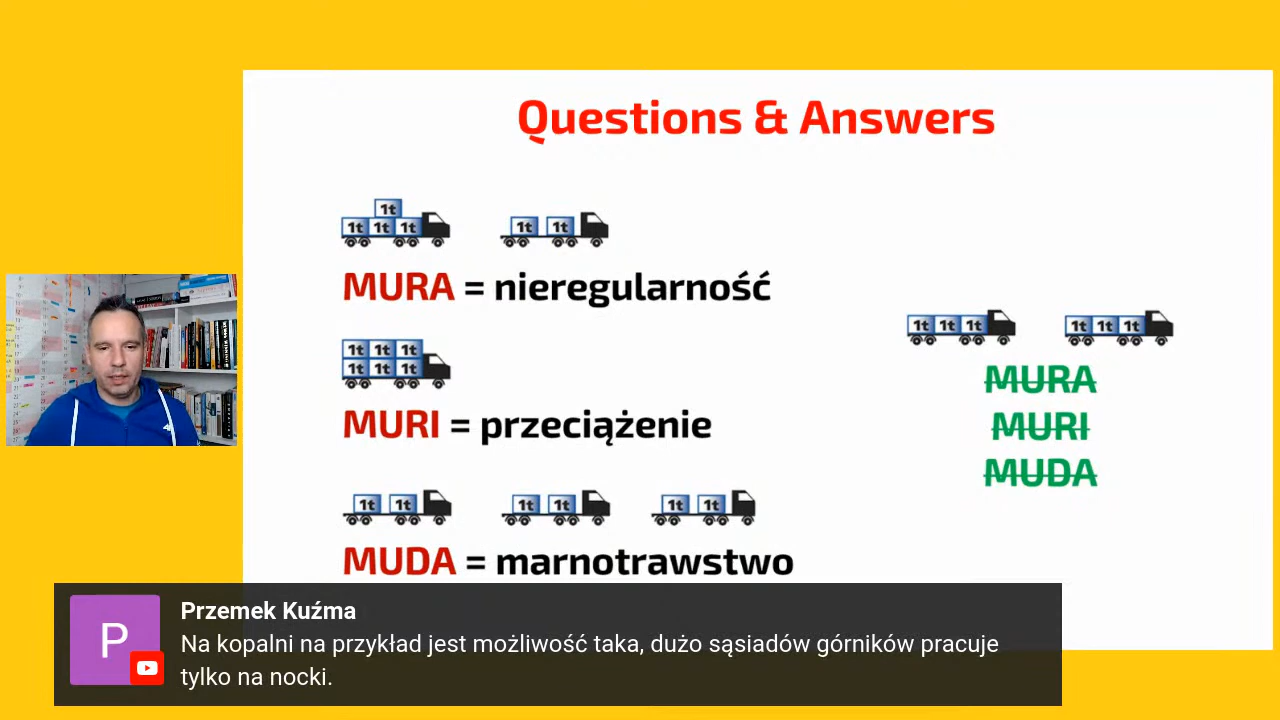 Questions & Answers
1t
1t 1t 1t
1t 1t
MURA = nieregularność
1t 1t 1t
1t 1t 1t
MURI = przeciążenie
1t 1t
1t 1t
1t 1t
MUDA = marnotrawstwo
1t 1t 1t
1t 1t 1t
MURA
MURI
MUDA
P
Przemek Kuźma
Na kopalni na przykład jest możliwość taka, dużo sąsiadów górników pracuje
tylko na nocki.